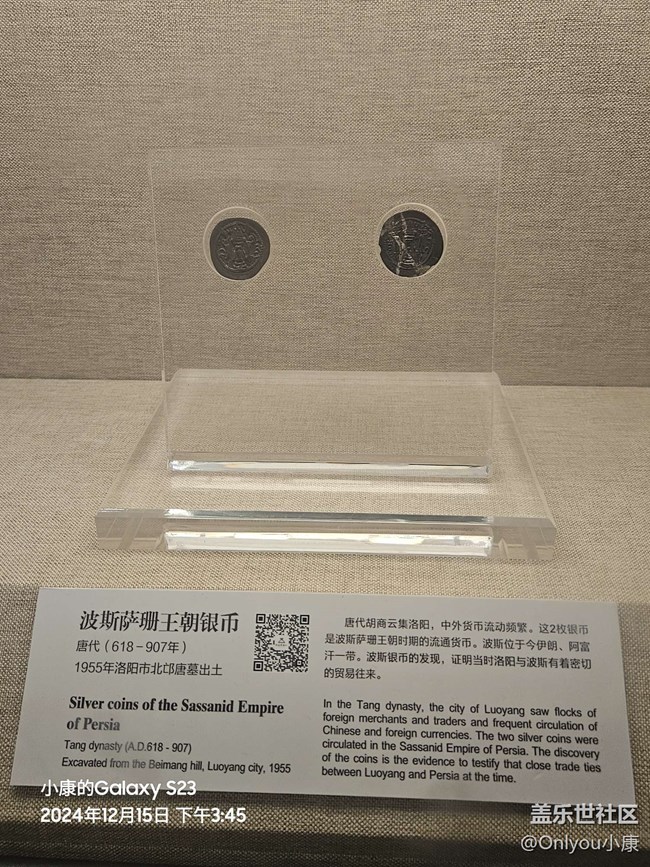 波斯萨珊王朝银币
唐代（618－907年）
1955年洛阳市北邙唐墓出土
Silver coins of the Sassanid Empire
of Persia
Tang dynasty (A.D.618 - 907)
Excavated from the Beimang hill, Luoyang city, 1955
唐代胡商云集洛阳，中外货币流动频繁。这2枚银币
是波斯萨珊王朝时期的流通货币。波斯位于今伊朗、阿富
汗一带。波斯银币的发现，证明当时洛阳与波斯有着密切
的贸易往来。
In the Tang dynasty, the city of Luoyang saw flocks of
foreign merchants and traders and frequent circulation of
Chinese and foreign currencies. The two silver coins were
circulated in the Sassanid Empire of Persia. The discovery
of the coins is the evidence to testify that close trade ties
between Luoyang and Persia at the time.
小康的Galaxy S23
2024年12月15日 下午3:45
盖乐世社区
@Onlyou小康